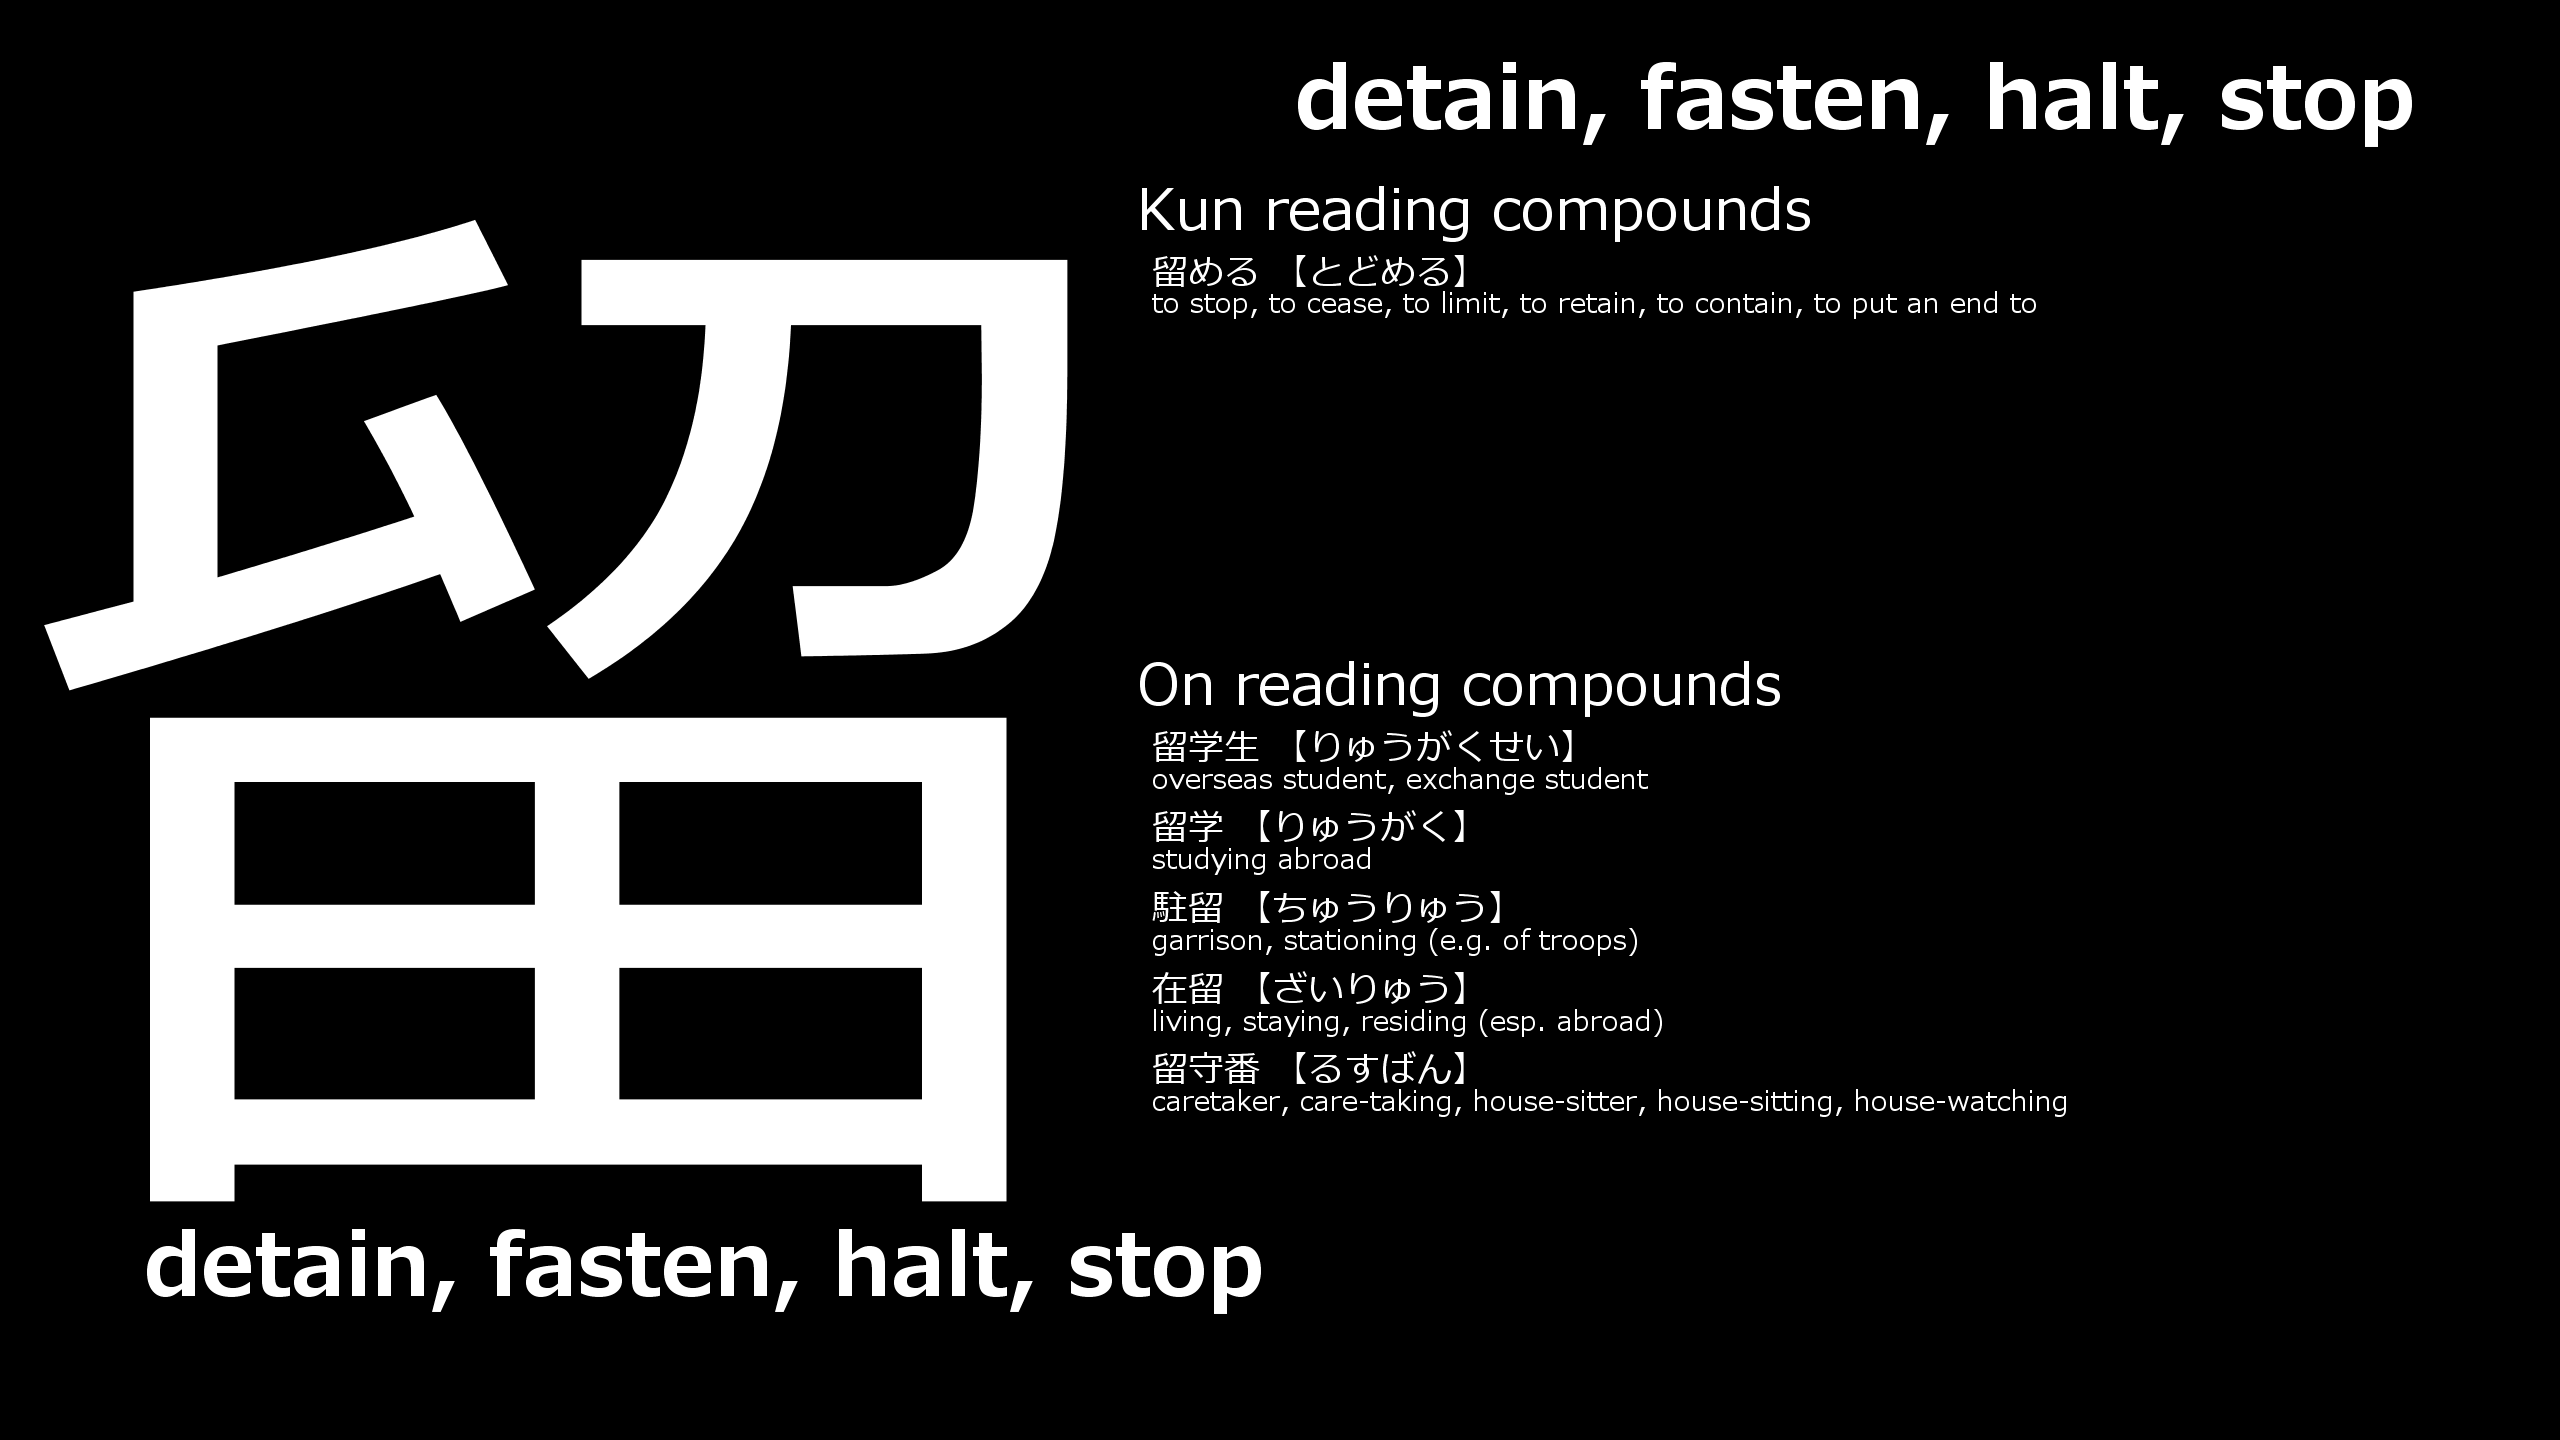 detain, fasten, halt, stop
留
Kun reading compounds
留める 【とどめる】
to stop, to cease, to limit, to retain, to contain, to put an end to
On reading compounds
留学生 【りゅうがくせい】
overseas student, exchange student
留学 【りゅうがく】
studying abroad
駐留 【ちゅうりゅう】
garrison, stationing (e.g. of troops)
在留 【ざいりゅう】
living, staying, residing (esp. abroad)
留守番 【るすばん】
caretaker, care-taking, house-sitter, house-sitting, house-watching
detain, fasten, halt, stop